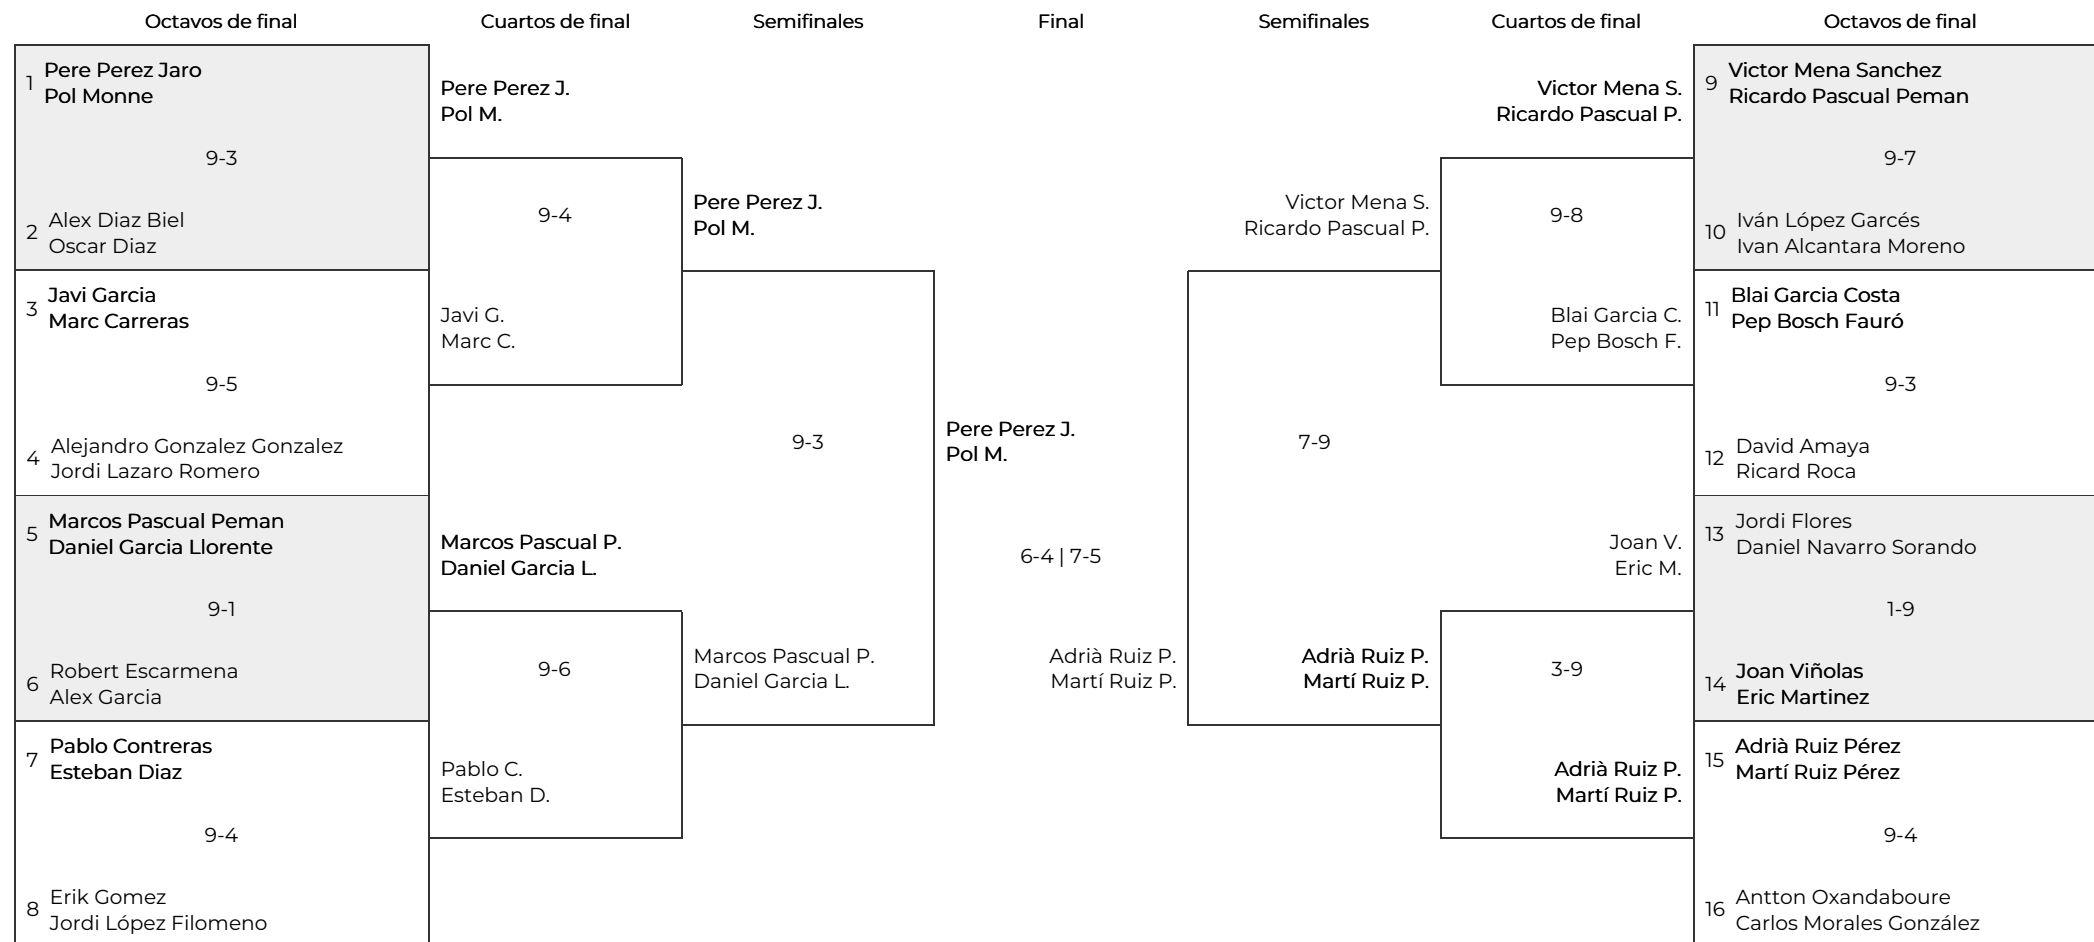 Octavos de final
Cuartos de final
Semifinales
Final
Semifinales
Cuartos de final
Octavos de final
1
Pere Perez Jaro
Pol Monne
9-3
2
Alex Diaz Biel
Oscar Diaz
3
Javi Garcia
Marc Carreras
9-5
4
Alejandro Gonzalez Gonzalez
Jordi Lazaro Romero
5
Marcos Pascual Peman
Daniel Garcia Llorente
9-1
6
Robert Escarmena
Alex Garcia
7
Pablo Contreras
Esteban Diaz
9-4
8
Erik Gomez
Jordi López Filomeno
Pere Perez J.
Pol M.
9-4
Javi G.
Marc C.
Marcos Pascual P.
Daniel Garcia L.
9-6
Pablo C.
Esteban D.
Pere Perez J.
Pol M.
9-3
Marcos Pascual P.
Daniel Garcia L.
Pere Perez J.
Pol M.
6-4 | 7-5
Adrià Ruiz P.
Martí Ruiz P.
Victor Mena S.
Ricardo Pascual P.
7-9
Adrià Ruiz P.
Martí Ruiz P.
Victor Mena S.
Ricardo Pascual P.
9-8
Blai Garcia C.
Pep Bosch F.
Joan V.
Eric M.
3-9
Adrià Ruiz P.
Martí Ruiz P.
9
Victor Mena Sanchez
Ricardo Pascual Peman
9-7
10
Iván López Garcés
Ivan Alcantara Moreno
11
Blai Garcia Costa
Pep Bosch Fauró
9-3
12
David Amaya
Ricard Roca
13
Jordi Flores
Daniel Navarro Sorando
1-9
14
Joan Viñolas
Eric Martinez
15
Adrià Ruiz Pérez
Martí Ruiz Pérez
9-4
16
Antton Oxandaboure
Carlos Morales González